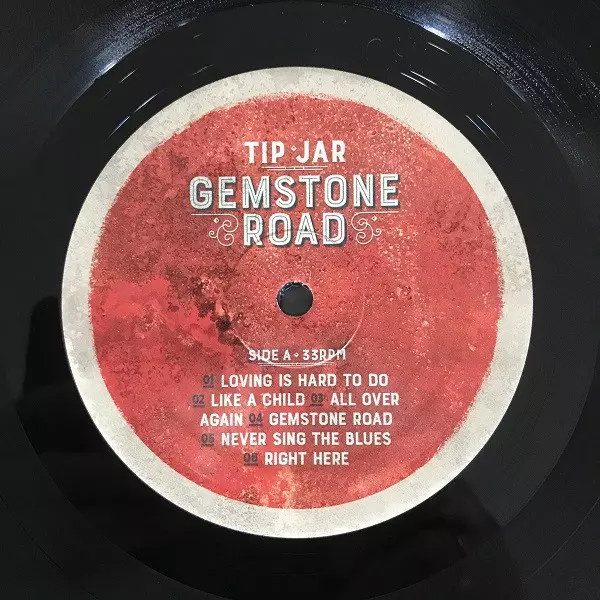 TIP JAR
GEMSTONE
ROAD
SIDE A • 33RPM
01 LOVING IS HARD TO DO
02 LIKE A CHILD 03 ALL OVER
AGAIN 04 GEMSTONE ROAD
05 NEVER SING THE BLUES
06 RIGHT HERE